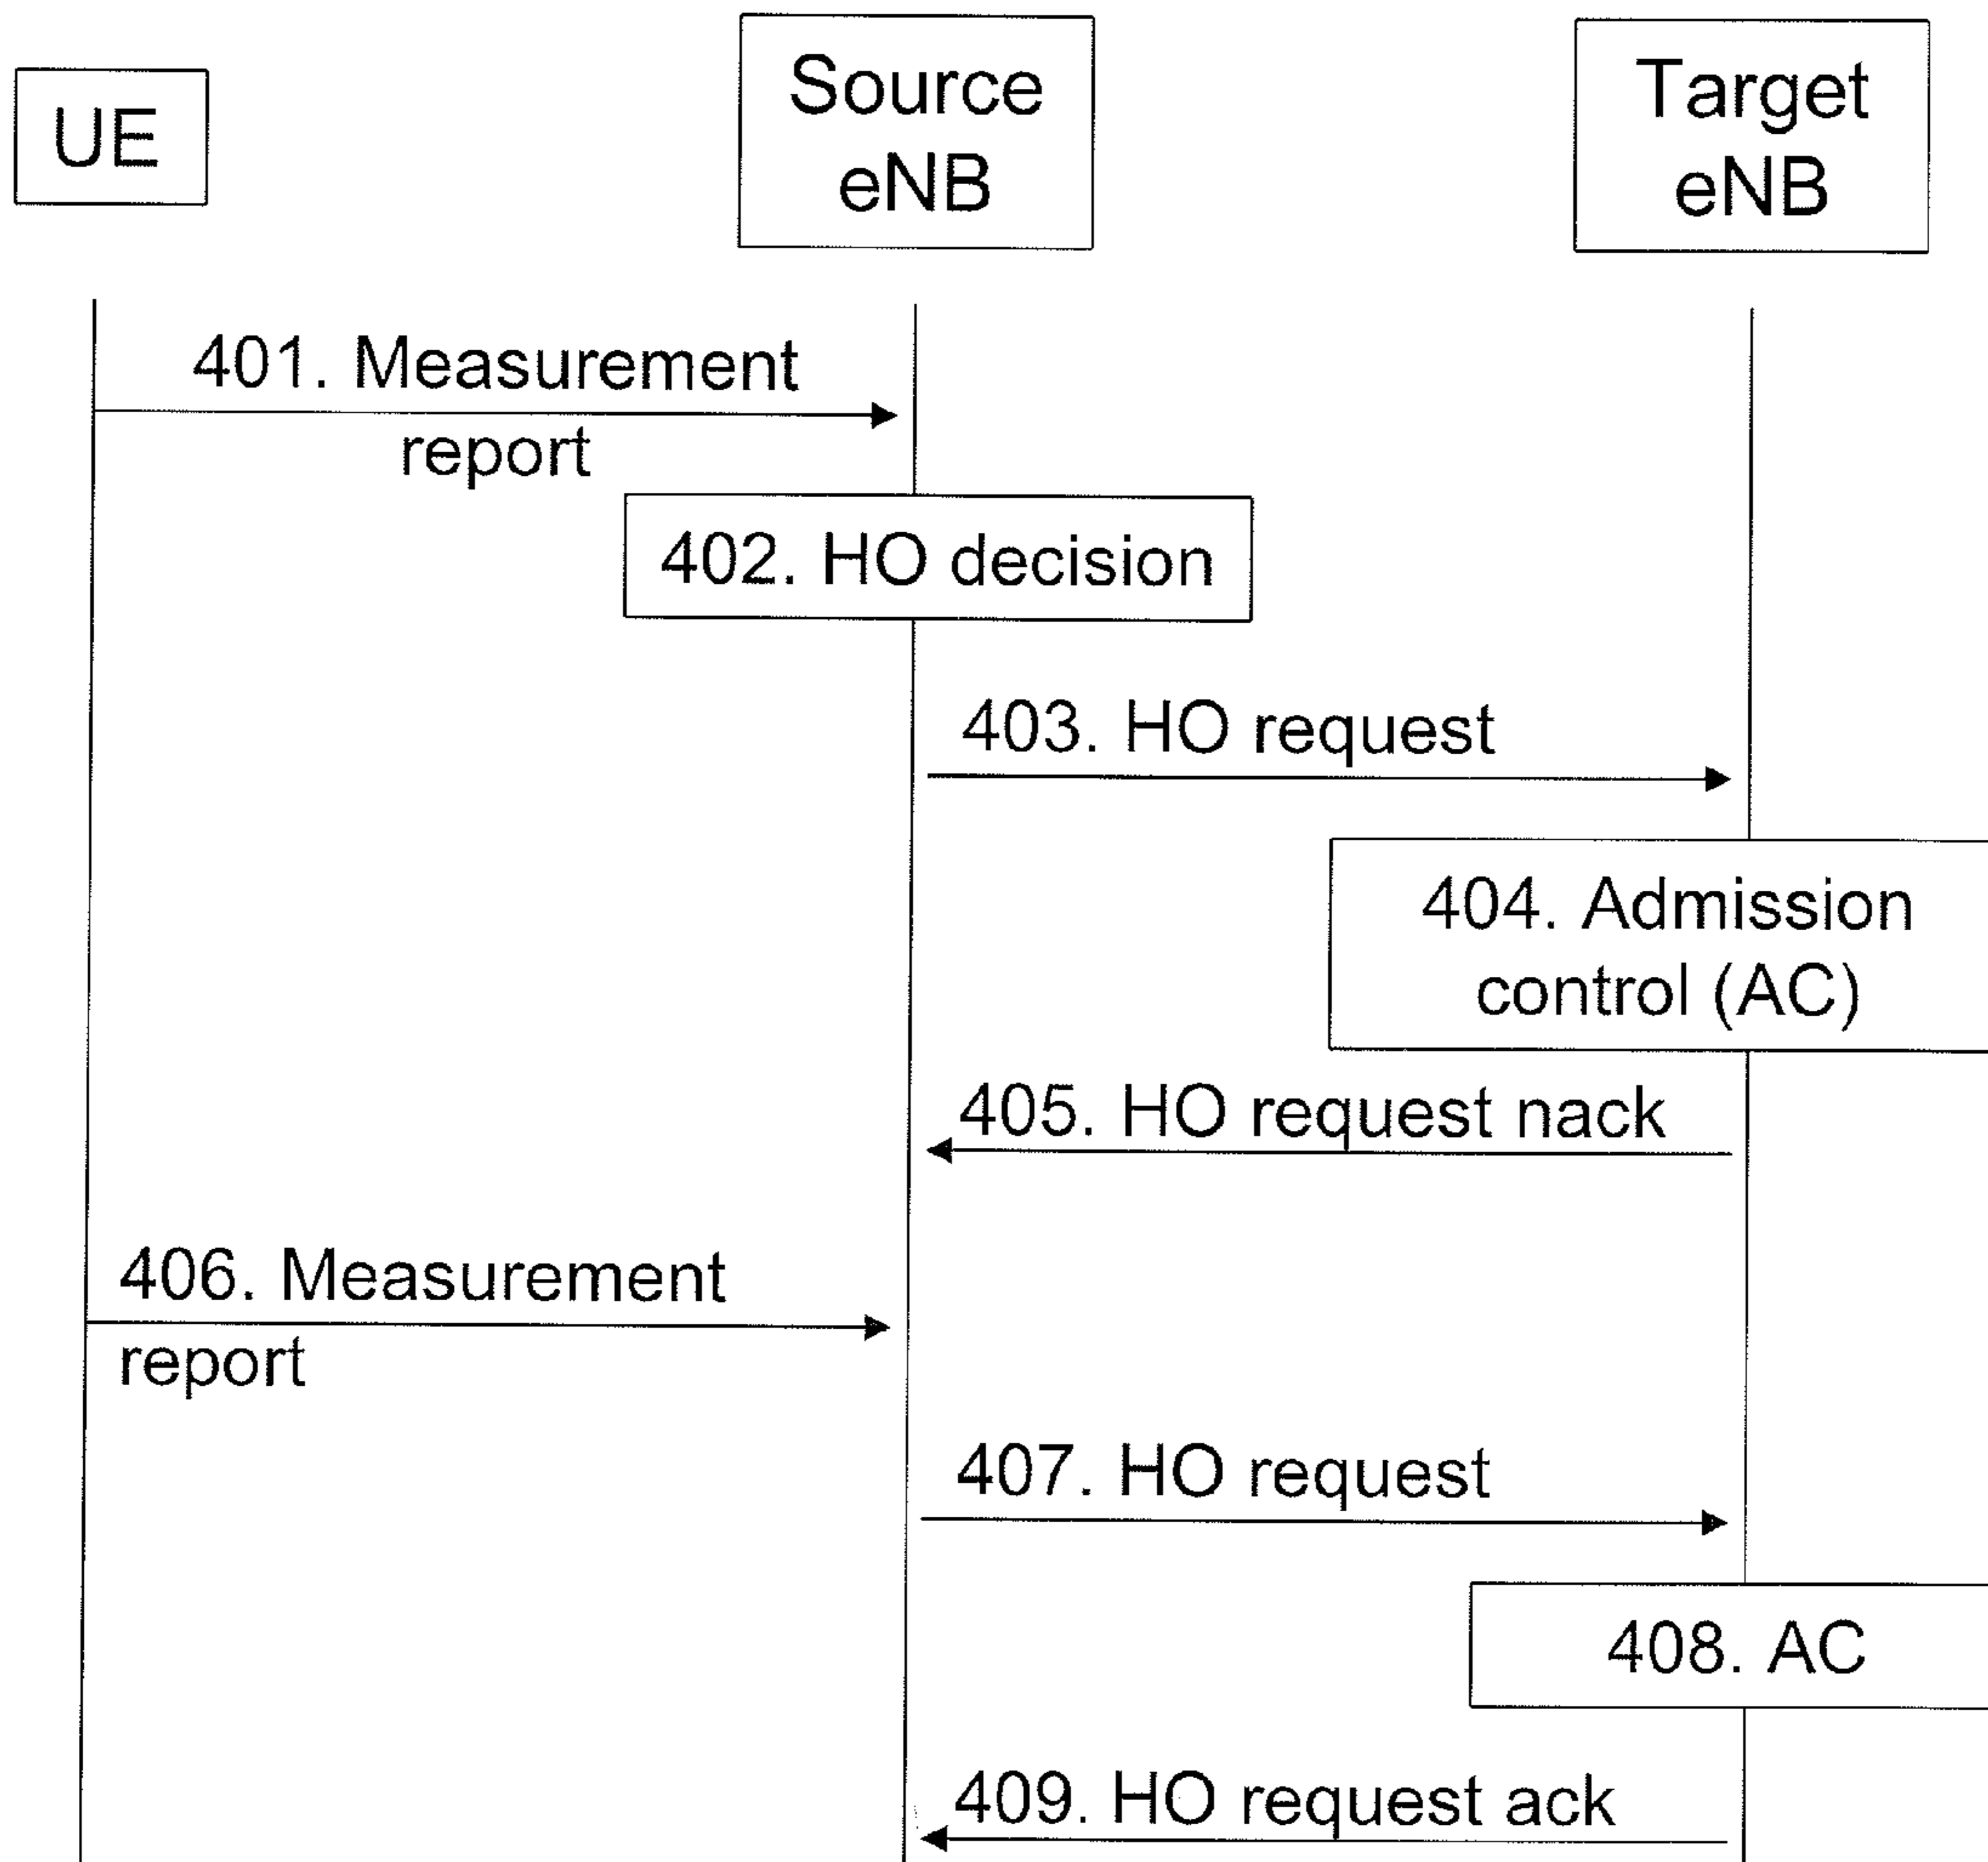 UE
Source
eNB
Target
eNB
401. Measurement
report
402. HO decision
403. HO request
404. Admission
control (AC)
405. HO request nack
406. Measurement
report
407. HO request
408. AC
409. HO request ack